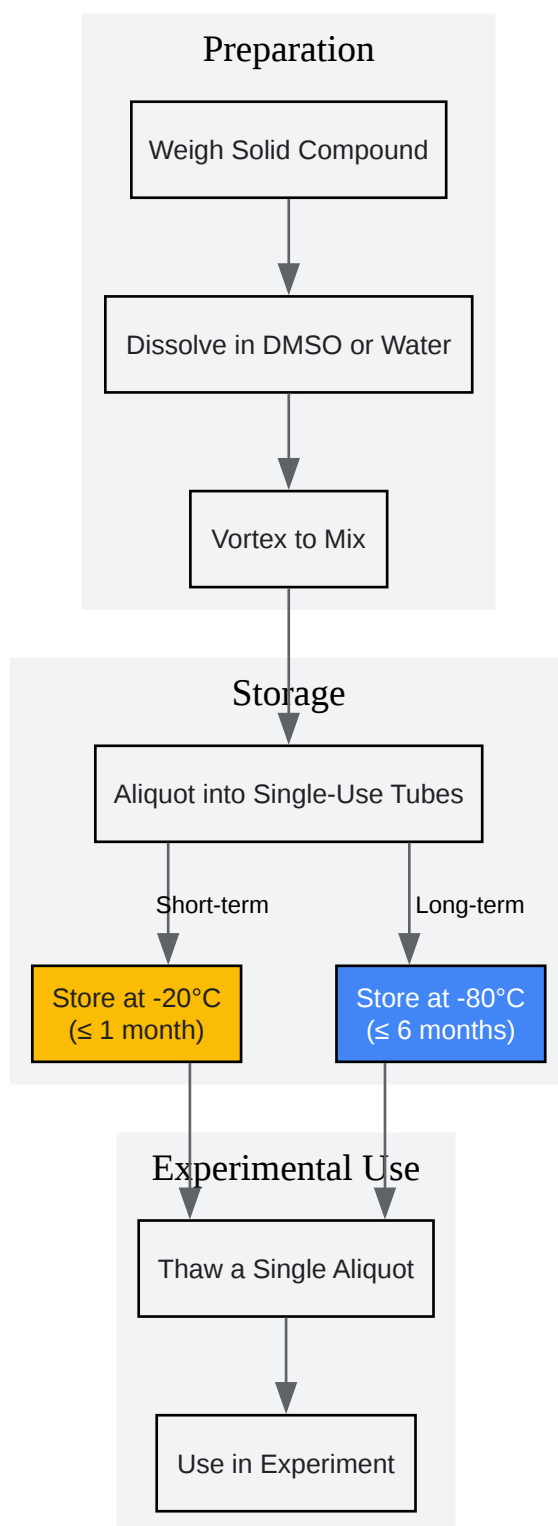 Preparation
Weigh Solid Compound
Dissolve in DMSO or Water
Vortex to Mix
Storage
Aliquot into Single-Use Tubes
Short-term
Long-term
Store at -20°C
(≤ 1 month)
Store at -80°C
(≤ 6 months)
Experimental Use
Thaw a Single Aliquot
Use in Experiment